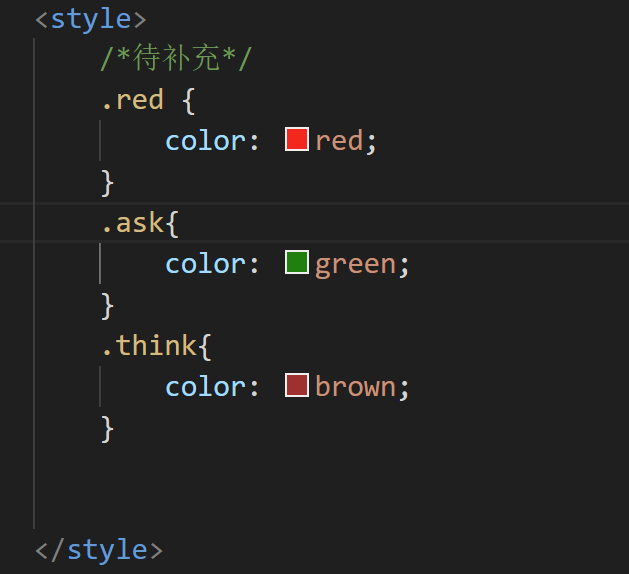 <style>
/*待补充*/
.red {
color: red;
}
.ask{
color: green;
}
.think{
color: brown;
}
</style>